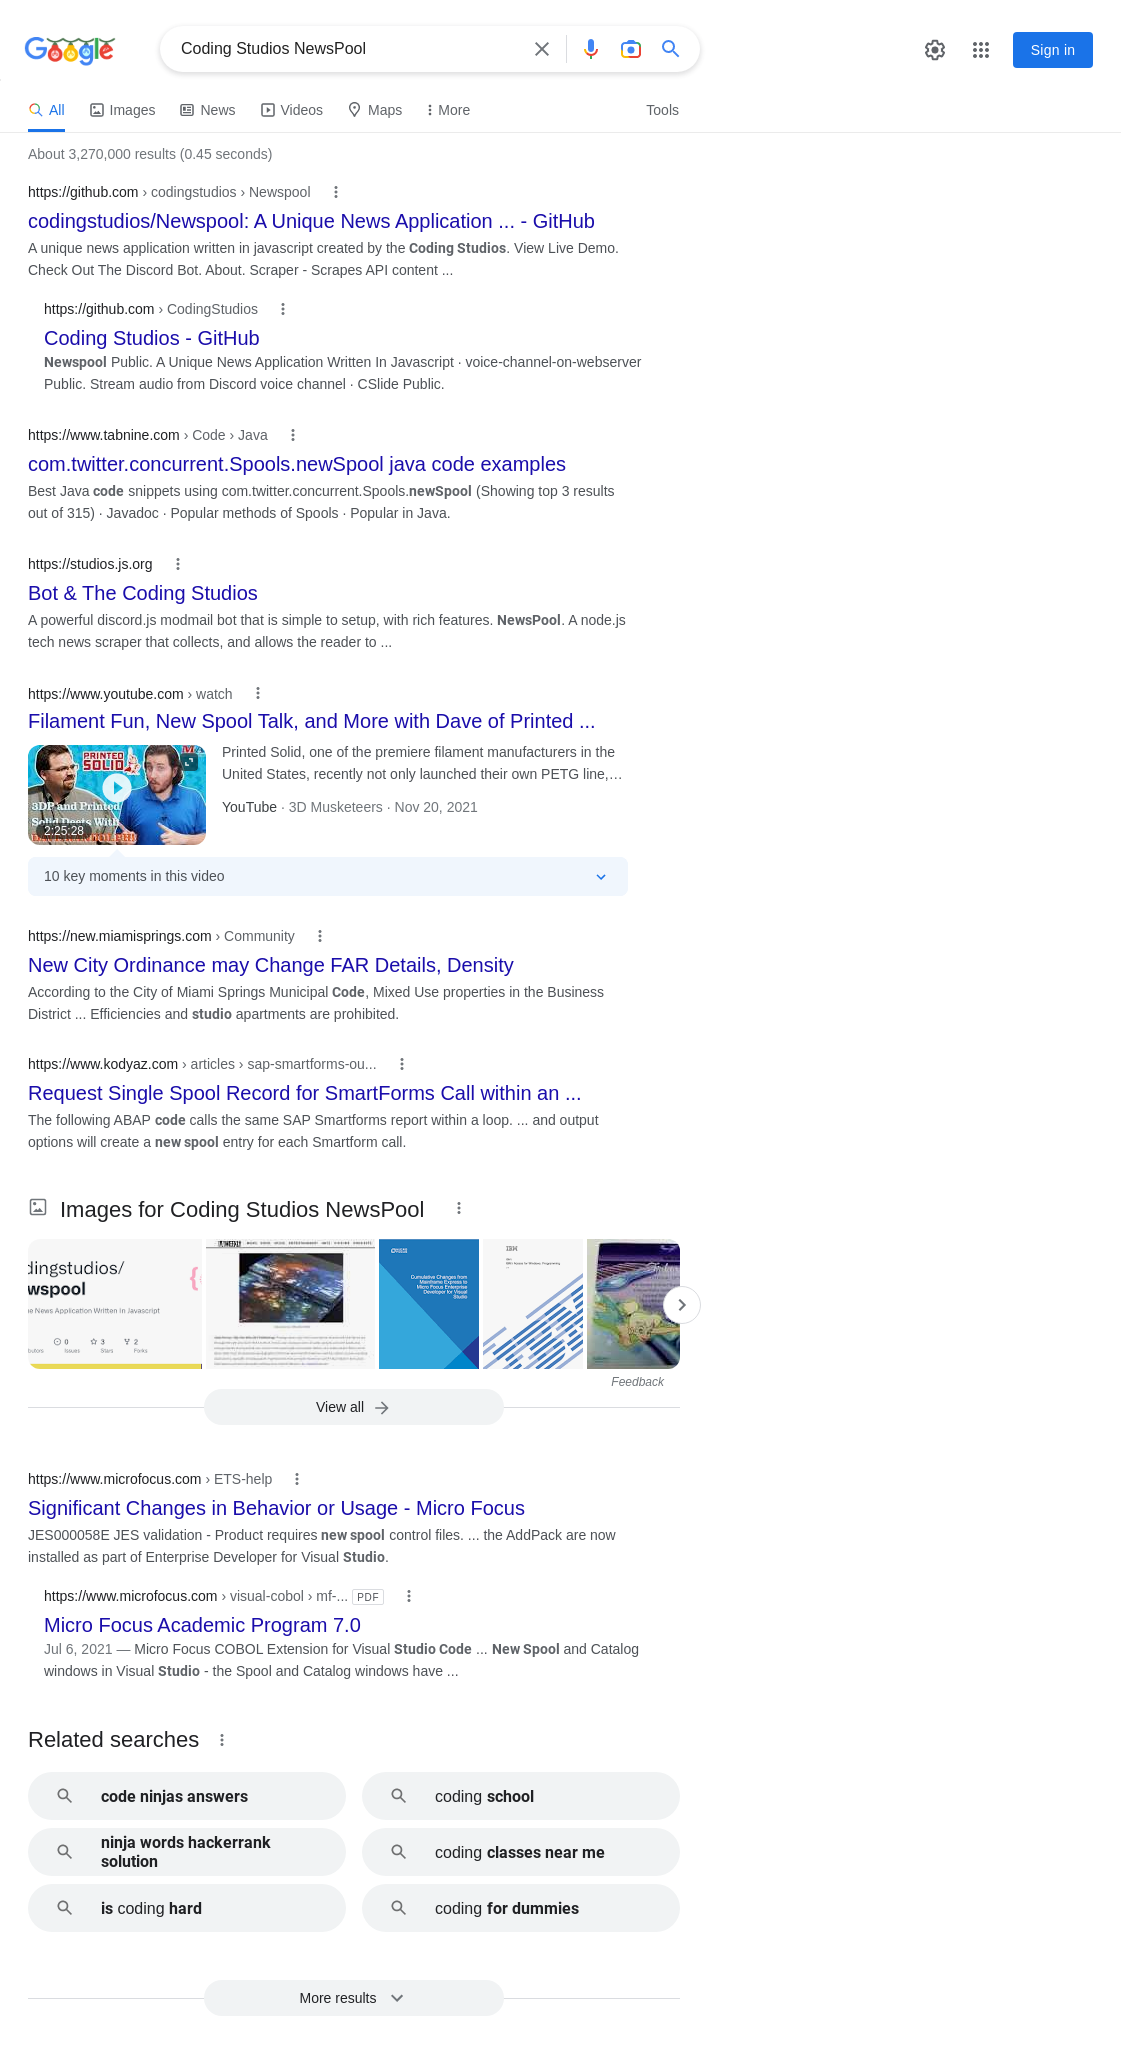 Google
Coding Studios NewsPool
Sign in
All Images News Videos Maps More Tools
About 3,270,000 results (0.45 seconds)
https://github.com › codingstudios › Newspool
codingstudios/Newspool: A Unique News Application ... - GitHub
A unique news application written in javascript created by the Coding Studios. View Live Demo.
Check Out The Discord Bot. About. Scraper - Scrapes API content ...
https://github.com › CodingStudios
Coding Studios - GitHub
Newspool Public. A Unique News Application Written In Javascript · voice-channel-on-webserver
Public. Stream audio from Discord voice channel · CSlide Public.
https://www.tabnine.com › Code › Java
com.twitter.concurrent.Spools.newSpool java code examples
Best Java code snippets using com.twitter.concurrent.Spools.newSpool (Showing top 3 results
out of 315) · Javadoc · Popular methods of Spools · Popular in Java.
https://studios.js.org
Bot & The Coding Studios
A powerful discord.js modmail bot that is simple to setup, with rich features. NewsPool. A node.js
tech news scraper that collects, and allows the reader to ...
https://www.youtube.com › watch
Filament Fun, New Spool Talk, and More with Dave of Printed ...
PRINTED
SOLID
3DP and Printed
Solid Deets With
2:25:28
Printed Solid, one of the premiere filament manufacturers in the
United States, recently not only launched their own PETG line,...
YouTube · 3D Musketeers · Nov 20, 2021
10 key moments in this video
https://new.miamisprings.com › Community
New City Ordinance may Change FAR Details, Density
According to the City of Miami Springs Municipal Code, Mixed Use properties in the Business
District ... Efficiencies and studio apartments are prohibited.
https://www.kodyaz.com › articles › sap-smartforms-ou...
Request Single Spool Record for SmartForms Call within an ...
The following ABAP code calls the same SAP Smartforms report within a loop. ... and output
options will create a new spool entry for each Smartform call.
Images for Coding Studios NewsPool
dingstudios/
wspool
e News Application Written In Javascript
0 3 2
butors Issues Stars Forks
Cumulative Changes from
Mainframe Express to
Micro Focus Enterprise
Developer for Visual
Studio
IBM
Feedback
View all
https://www.microfocus.com › ETS-help
Significant Changes in Behavior or Usage - Micro Focus
JES000058E JES validation - Product requires new spool control files. ... the AddPack are now
installed as part of Enterprise Developer for Visual Studio.
https://www.microfocus.com › visual-cobol › mf-... PDF
Micro Focus Academic Program 7.0
Jul 6, 2021 — Micro Focus COBOL Extension for Visual Studio Code ... New Spool and Catalog
windows in Visual Studio - the Spool and Catalog windows have ...
Related searches
code ninjas answers
coding school
ninja words hackerrank
solution
coding classes near me
is coding hard
coding for dummies
More results